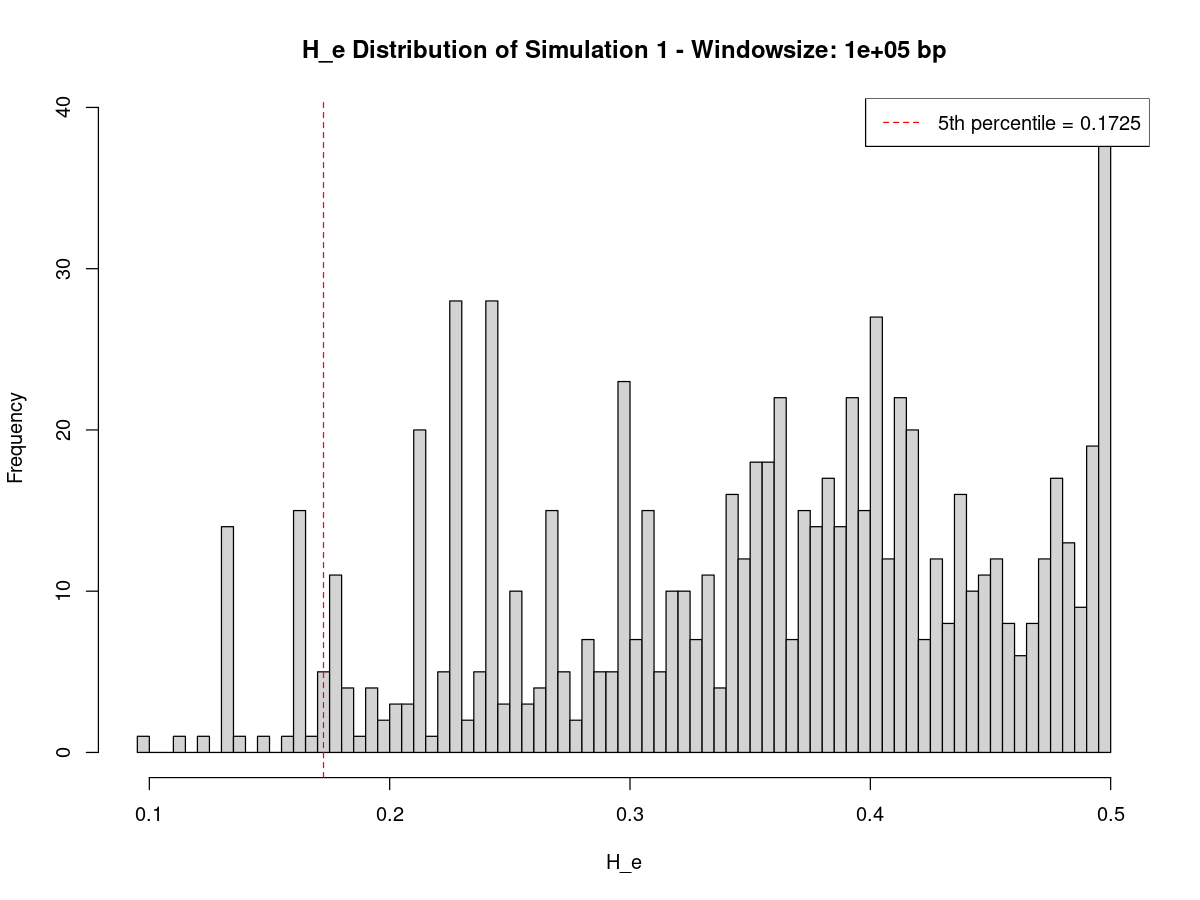 H_e Distribution of Simulation 1 - Windowsize: 1e+05 bp
5th percentile = 0.1725
40
30
20
10
0
Frequency
0.1 0.2 0.3 0.4 0.5
H_e